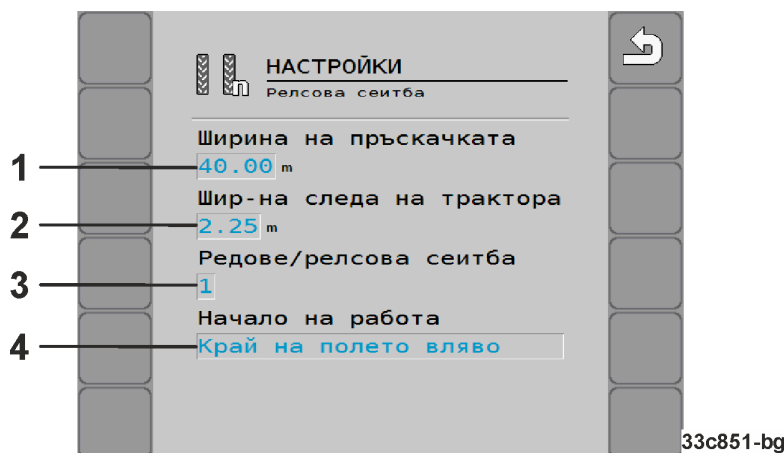 НАСТРОЙКИ
Релсова сеитба
Ширина на пръскачката
1 40.00 m
Шир-на следа на трактора
2 2.25 m
Редове/релсова сеитба
3 1
Начало на работа
4 Край на полето вляво
33c851-bg